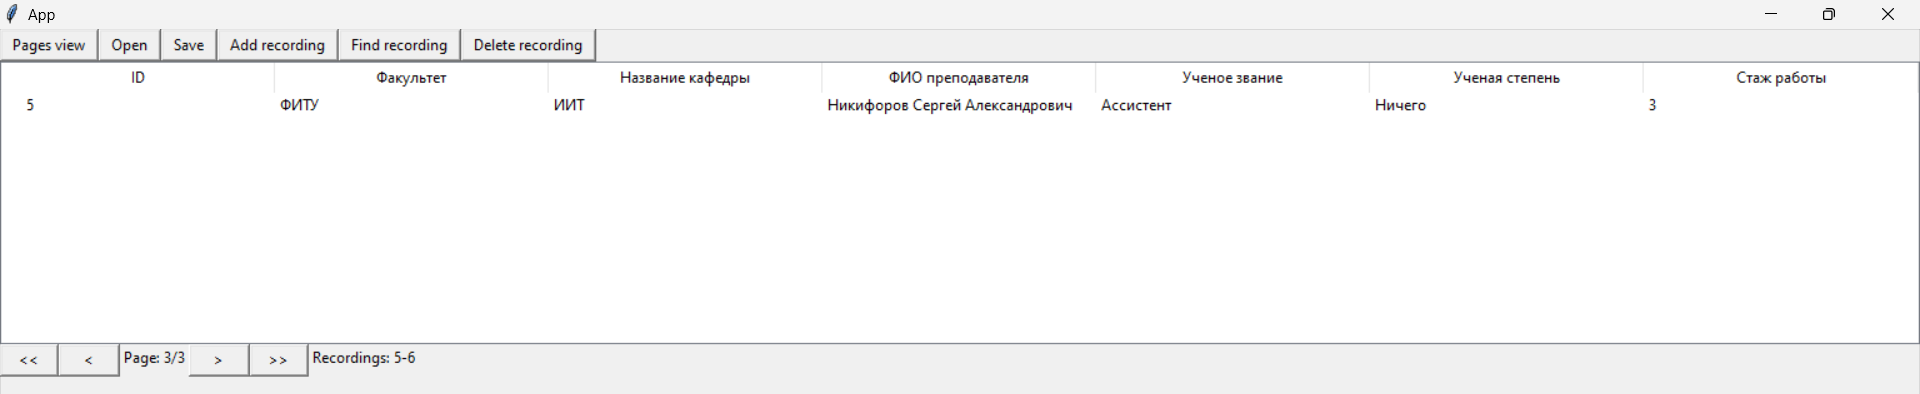 App
Pages view Open Save Add recording Find recording Delete recording
ID Факультет Название кафедры ФИО преподавателя Ученое звание Ученая степень Стаж работы
5 ФИТУ ИИТ Никифоров Сергей Александрович Ассистент Ничего 3
<< < Page: 3/3 > >> Recordings: 5-6